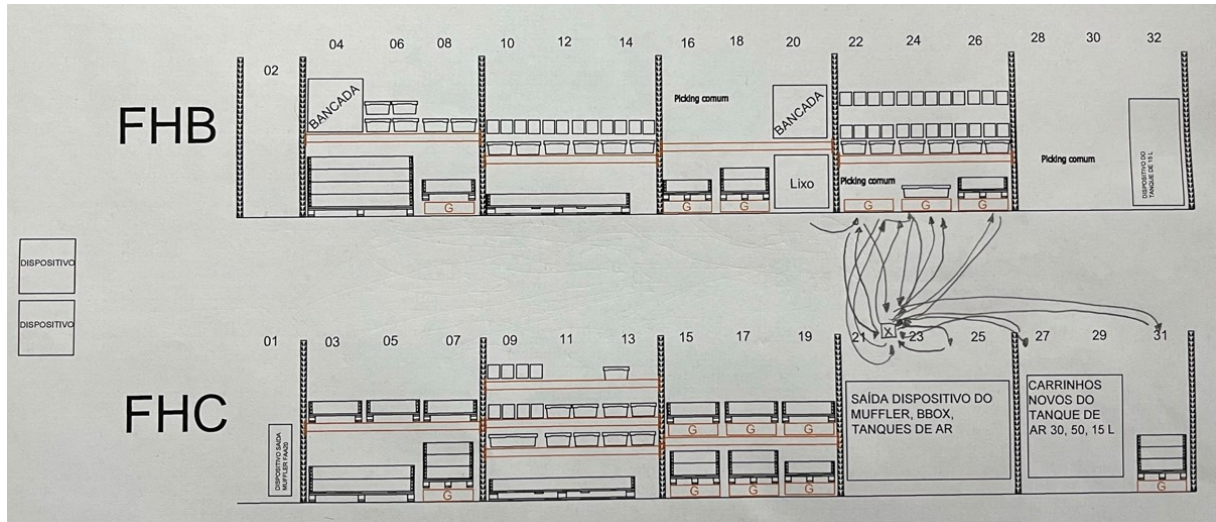 04 06 08 10 12 14 16 18 20 22 24 26 28 30 32
02
FHB
BANCADA
Picking comum
BANCADA
Lixo
Picking comum
Picking comum
DISPOSITIVO DO
TANQUE DE 15 L
G G G G G G
DISPOSITIVO
DISPOSITIVO
X
01 03 05 07 09 11 13 15 17 19 21 23 25 27 29 31
FHC
DISPOSITIVO SAIDA
MUFFLER FAA20
SAÍDA DISPOSITIVO DO
MUFFLER, BBOX,
TANQUES DE AR
CARRINHOS
NOVOS DO
TANQUE DE
AR 30, 50, 15 L
G G G
G G G G G